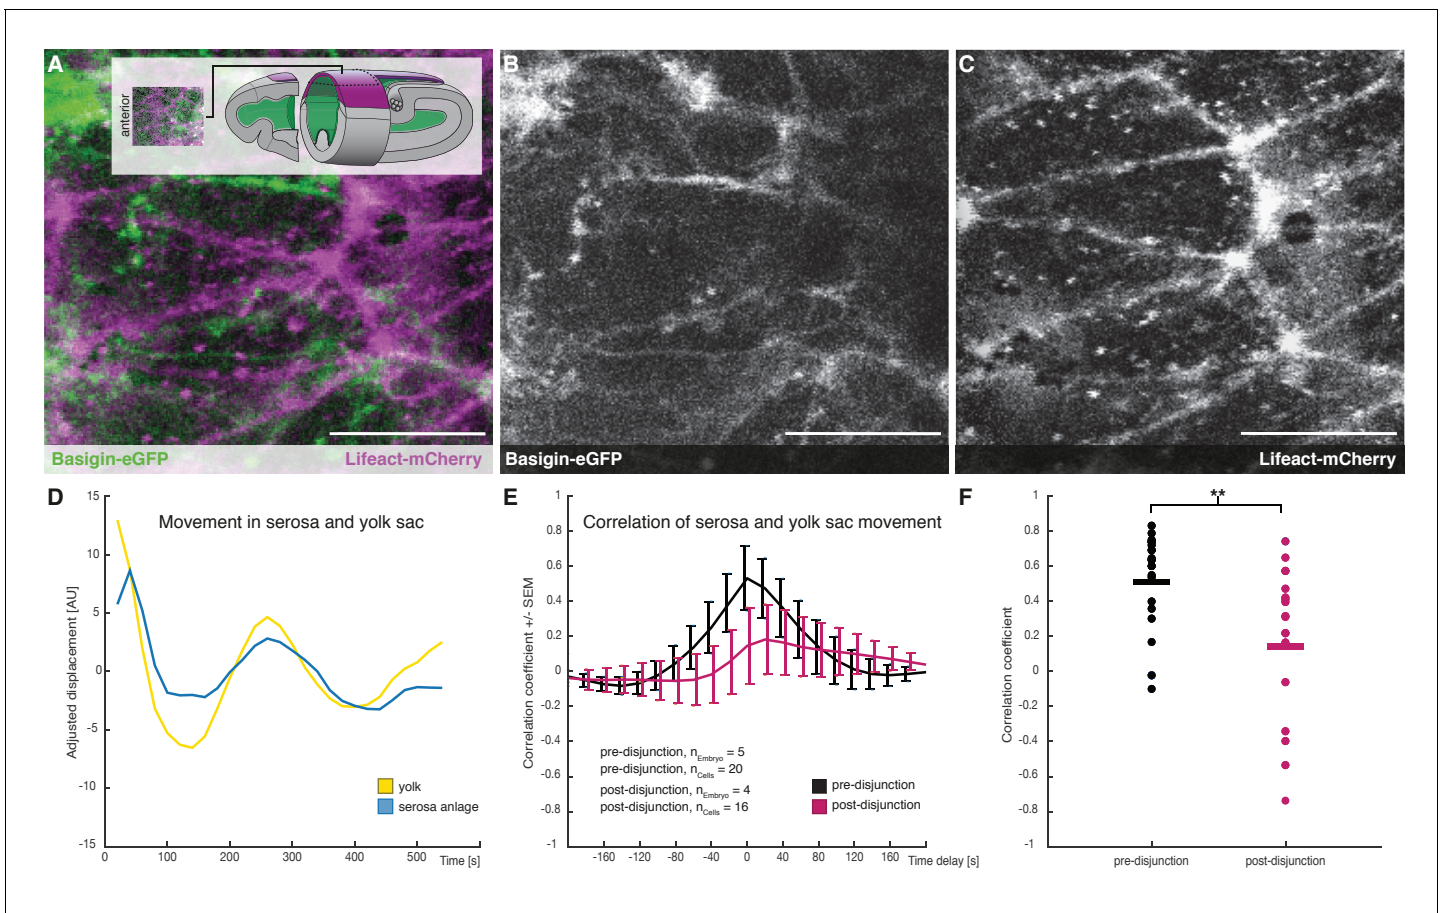 A
anterior
Basigin-eGFP
Lifeact-mCherry
B
Basigin-eGFP
C
Lifeact-mCherry
D
Movement in serosa and yolk sac
Adjusted displacement [AU]
15
10
5
0
-5
-10
-15
0
100
200
300
400
500
Time [s]
yolk
serosa anlage
E
Correlation of serosa and yolk sac movement
Correlation coefficient +/- SEM
1
0.8
0.6
0.4
0.2
0
-0.2
-0.4
-0.6
-0.8
-1
-160
-120
-80
-40
0
40
80
120
160
Time delay [s]
pre-disjunction, nEmbryo = 5
pre-disjunction, nCells = 20
post-disjunction, nEmbryo = 4
post-disjunction, nCells = 16
pre-disjunction
post-disjunction
F
**
Correlation coefficient
1
0.8
0.6
0.4
0.2
0
-0.2
-0.4
-0.6
-0.8
-1
pre-disjunction
post-disjunction